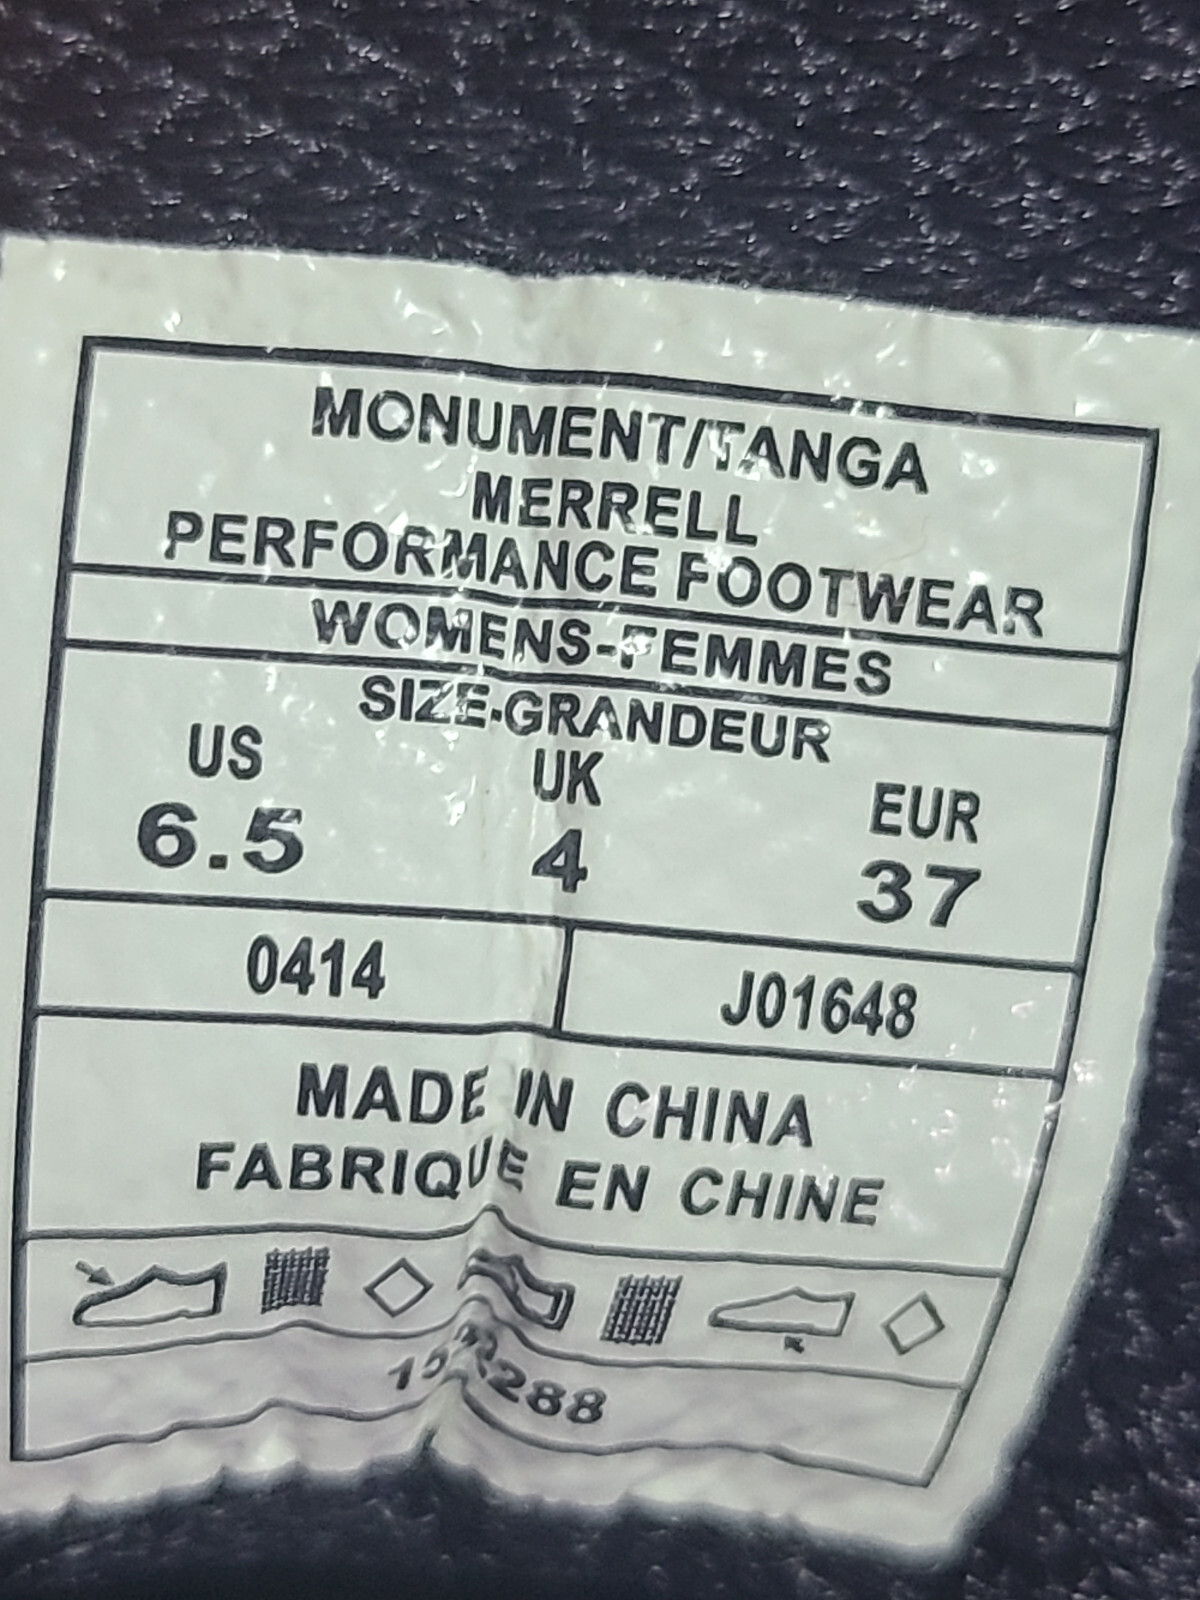 MONUMENT/TANGA
MERRELL
PERFORMANCE FOOTWEAR
WOMENS-FEMMES
SIZE-GRANDEUR
US UK EUR
6.5 4 37
0414 J01648
MADE IN CHINA
FABRIQUE EN CHINE